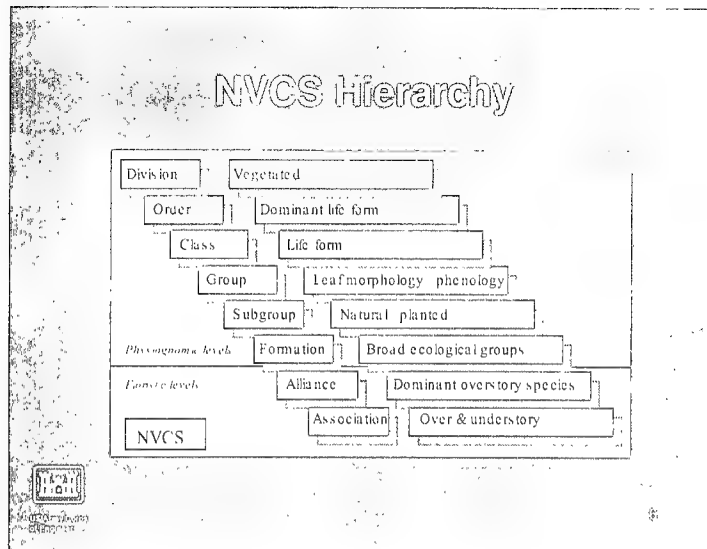 NVCS Hierarchy
Division Vegetated
Order Dominant life form
Class Life form
Group Leaf morphology phenology
Subgroup Natural planted
Physiognomic levels Formation Broad ecological groups
Floristic levels Alliance Dominant overstory species
Association Over & understory
NVCS